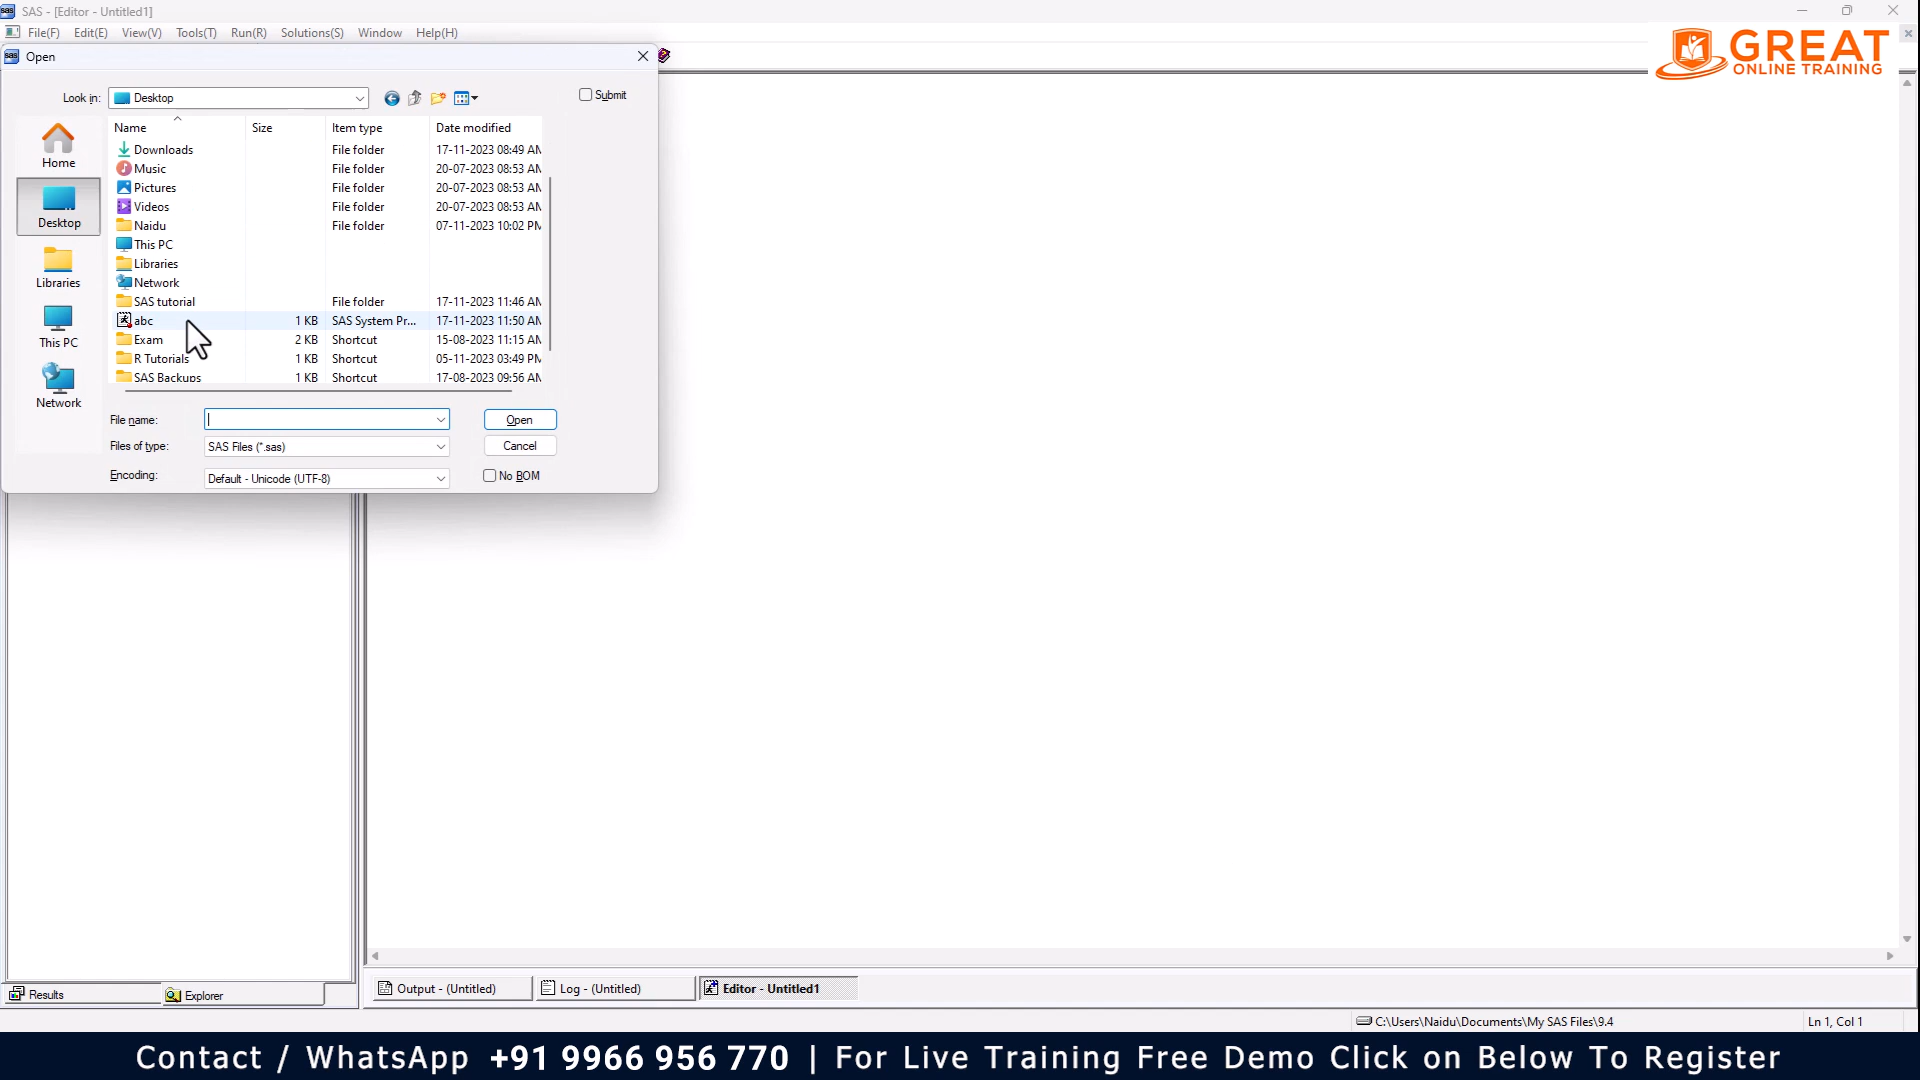 SAS - [Editor - Untitled1]
File(F) Edit(E) View(V) Tools(T) Run(R) Solutions(S) Window Help(H)
GREAT
ONLINE TRAINING
Open
Look in: Desktop
Submit
Name Size Item type Date modified
Downloads File folder 17-11-2023 08:49 AM
Music File folder 20-07-2023 08:53 AM
Pictures File folder 20-07-2023 08:53 AM
Videos File folder 20-07-2023 08:53 AM
Naidu File folder 07-11-2023 10:02 PM
This PC
Libraries
Network
SAS tutorial File folder 17-11-2023 11:46 AM
abc 1 KB SAS System Pr... 17-11-2023 11:50 AM
Exam 2 KB Shortcut 15-08-2023 11:15 AM
R Tutorials 1 KB Shortcut 05-11-2023 03:49 PM
SAS Backups 1 KB Shortcut 17-08-2023 09:56 AM
Home
Desktop
Libraries
This PC
Network
File name: Open
Files of type: SAS Files (*.sas) Cancel
Encoding: Default - Unicode (UTF-8) No BOM
Results Explorer
Output - (Untitled) Log - (Untitled) Editor - Untitled1
C:\Users\Naidu\Documents\My SAS Files\9.4 Ln 1, Col 1
Contact / WhatsApp +91 9966 956 770 | For Live Training Free Demo Click on Below To Register